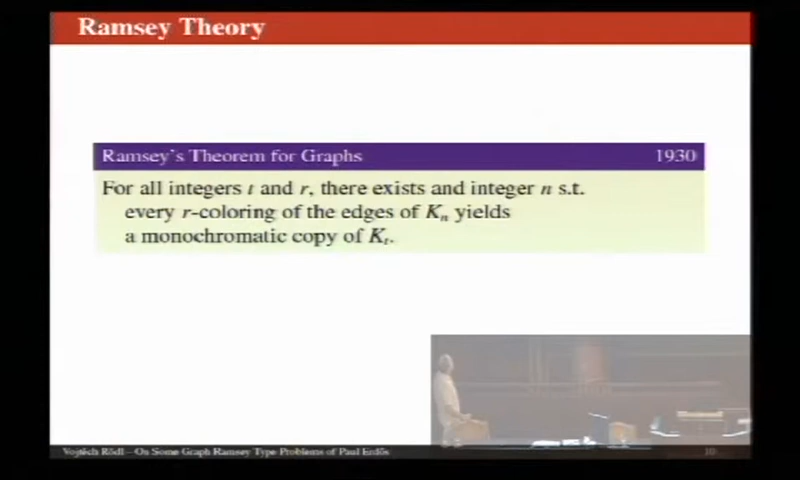 Ramsey Theory
Ramsey's Theorem for Graphs 1930
For all integers t and r, there exists and integer n s.t.
every r-coloring of the edges of Kₙ yields
a monochromatic copy of Kₜ.
Vojtěch Rödl – On Some Graph Ramsey Type Problems of Paul Erdős 10